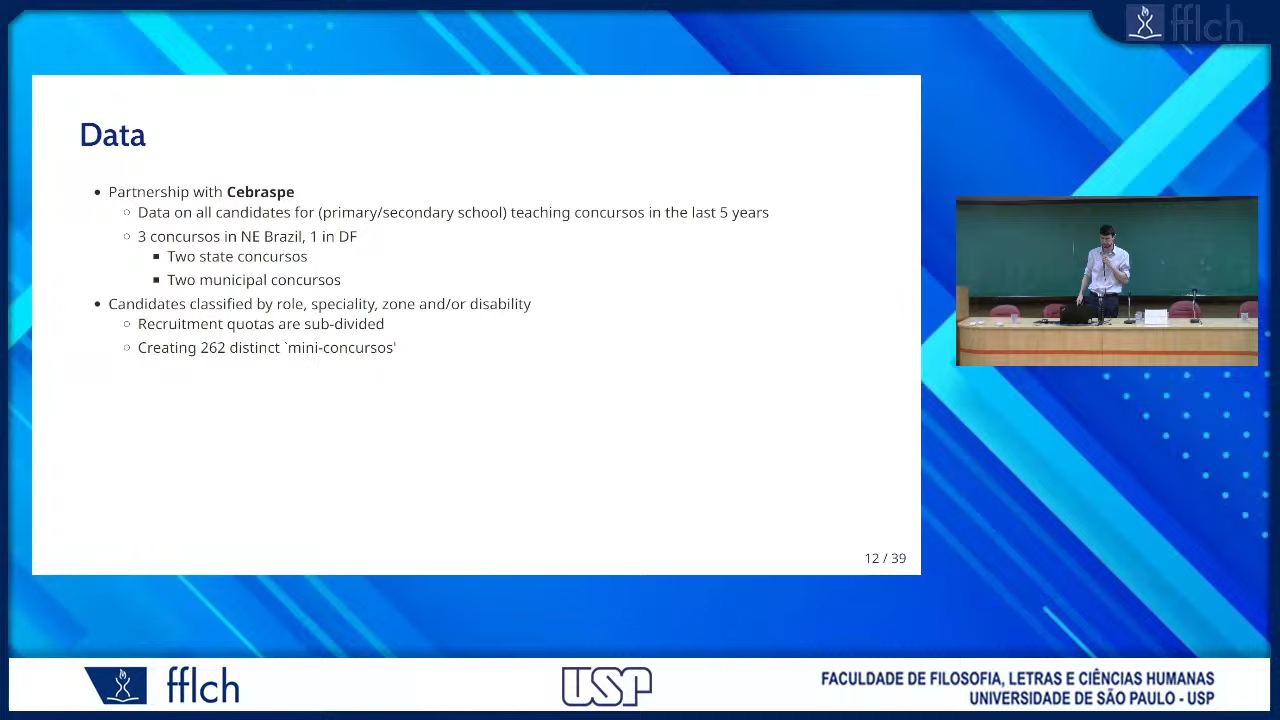 fflch
Data
• Partnership with Cebraspe
○ Data on all candidates for (primary/secondary school) teaching concursos in the last 5 years
○ 3 concursos in NE Brazil, 1 in DF
▪ Two state concursos
▪ Two municipal concursos
• Candidates classified by role, speciality, zone and/or disability
○ Recruitment quotas are sub-divided
○ Creating 262 distinct `mini-concursos'
12 / 39
fflch
USP
FACULDADE DE FILOSOFIA, LETRAS E CIÊNCIAS HUMANAS
UNIVERSIDADE DE SÃO PAULO - USP